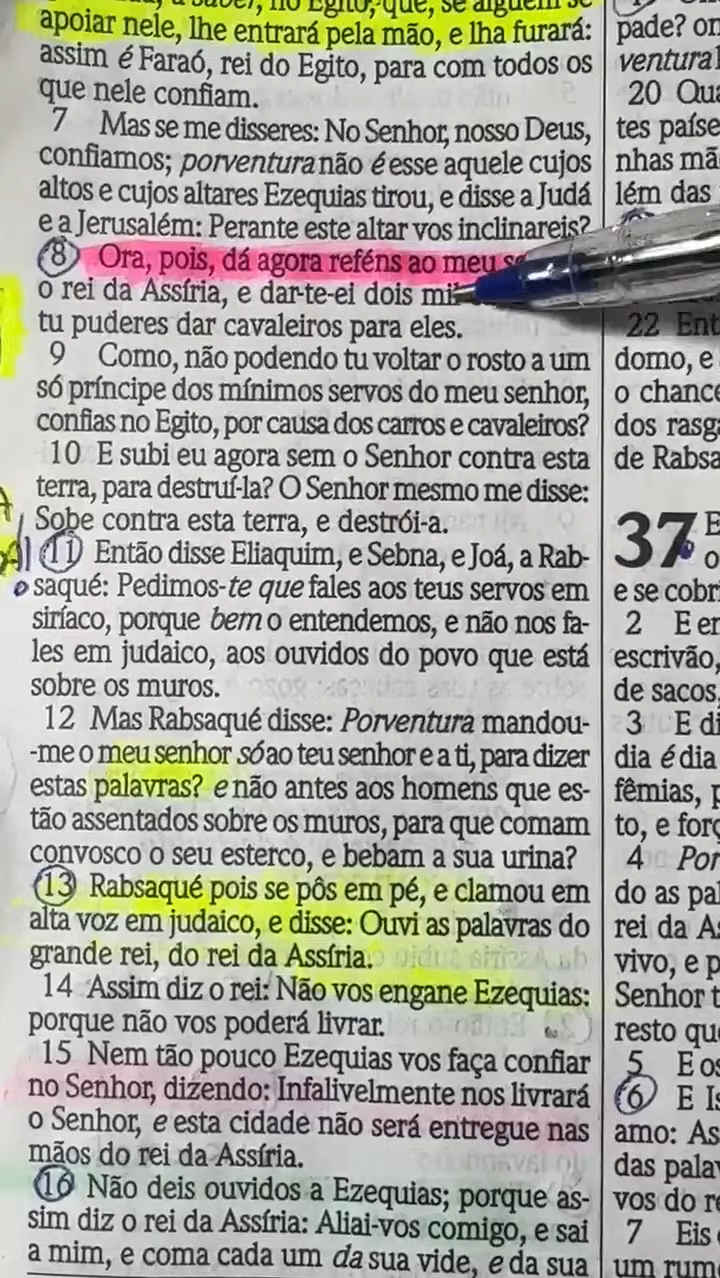 no Egito, que, se alguém se
apoiar nele, lhe entrará pela mão, e lha furará:
assim é Faraó, rei do Egito, para com todos os
que nele confiam.
7 Mas se me disseres: No Senhor, nosso Deus,
confiamos; porventura não é esse aquele cujos
altos e cujos altares Ezequias tirou, e disse a Judá
e a Jerusalém: Perante este altar vos inclinareis?
8 Ora, pois, dá agora reféns ao meu
o rei da Assíria, e dar-te-ei dois
tu puderes dar cavaleiros para eles.
9 Como, não podendo tu voltar o rosto a um
só príncipe dos mínimos servos do meu senhor,
confias no Egito, por causa dos carros e cavaleiros?
10 E subi eu agora sem o Senhor contra esta
terra, para destruí-la? O Senhor mesmo me disse:
Sobe contra esta terra, e destrói-a.
11 Então disse Eliaquim, e Sebna, e Joá, a Rab-
saqué: Pedimos-te que fales aos teus servos em
siríaco, porque bem o entendemos, e não nos fa-
les em judaico, aos ouvidos do povo que está
sobre os muros.
12 Mas Rabsaqué disse: Porventura mandou-
-me o meu senhor só ao teu senhor e a ti, para dizer
estas palavras? e não antes aos homens que es-
tão assentados sobre os muros, para que comam
convosco o seu esterco, e bebam a sua urina?
13 Rabsaqué pois se pôs em pé, e clamou em
alta voz em judaico, e disse: Ouvi as palavras do
grande rei, do rei da Assíria.
14 Assim diz o rei: Não vos engane Ezequias:
porque não vos poderá livrar.
15 Nem tão pouco Ezequias vos faça confiar
no Senhor, dizendo: Infalivelmente nos livrará
o Senhor, e esta cidade não será entregue nas
mãos do rei da Assíria.
16 Não deis ouvidos a Ezequias; porque as-
sim diz o rei da Assíria: Aliai-vos comigo, e sai
a mim, e coma cada um da sua vide, e da sua
pade? on
ventura
20 Qua
tes paíse
nhas mã
lém das
22 Ent
domo, e
o chance
dos rasga
de Rabsa
37 E
o
e se cobri
2 E en
escrivão,
de sacos,
3 E di
dia é dia
fêmias, p
to, e forç
4 Por
do as pal
rei da As
vivo, e p
Senhor t
resto que
5 E os
6 E Is
amo: As
das palav
vos do re
7 Eis
um rumo